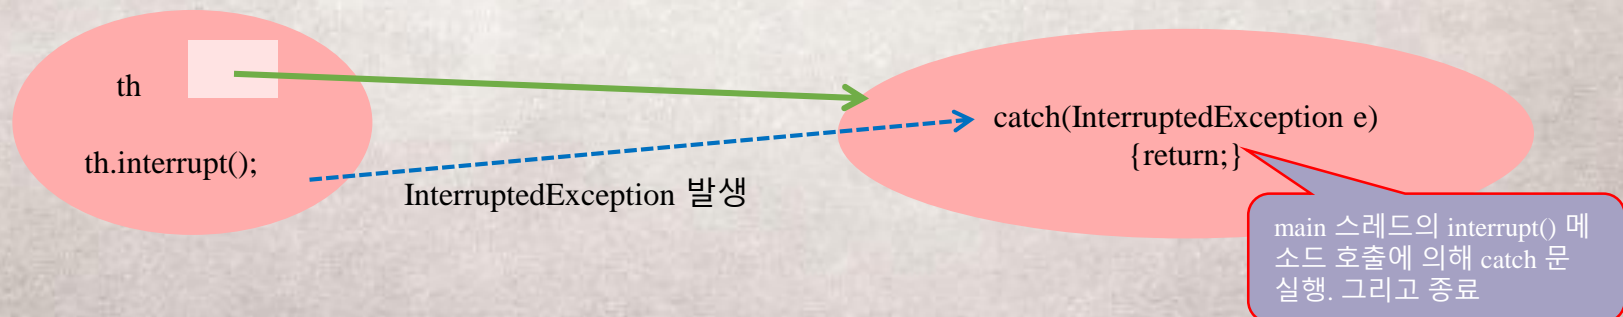 th
th.interrupt();
InterruptedException 발생
catch(InterruptedException e)
{return;}
main 스레드의 interrupt() 메
소드 호출에 의해 catch 문
실행. 그리고 종료